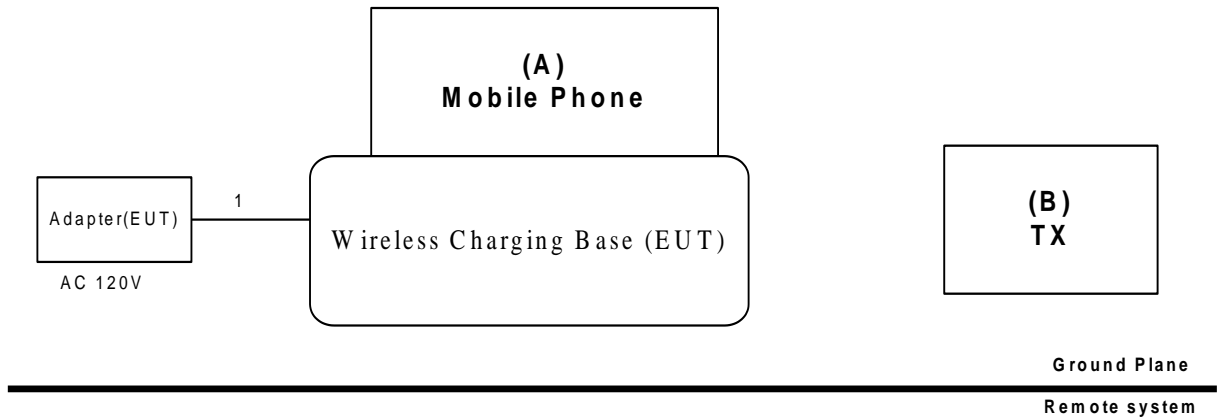 (A)
Mobile Phone
Adapter(EUT)
1
Wireless Charging Base (EUT)
(B)
TX
AC 120V
Ground Plane
Remote system